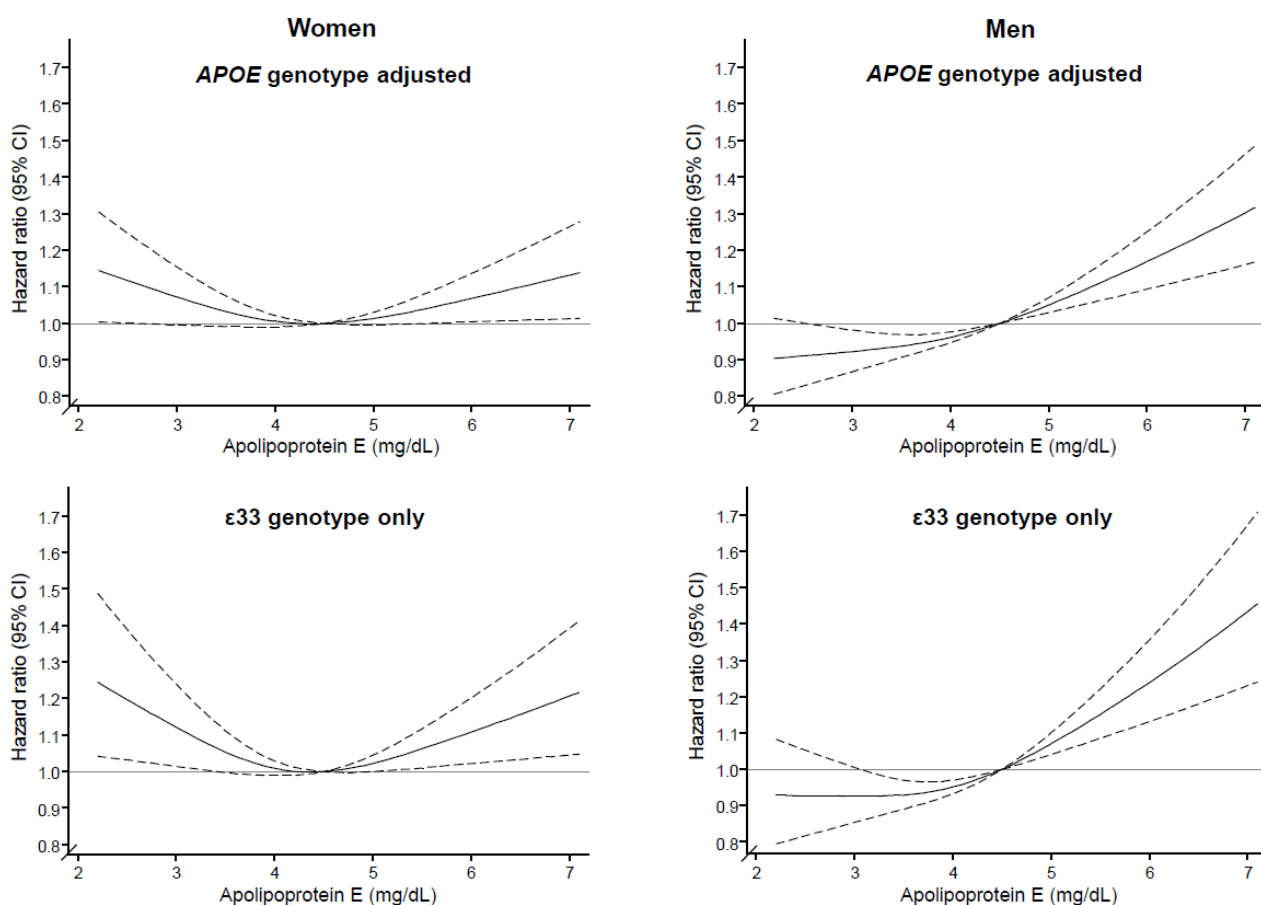 Women
APOE genotype adjusted
Hazard ratio (95% CI)
1.7
1.6
1.5
1.4
1.3
1.2
1.1
1.0
0.9
0.8
2 3 4 5 6 7
Apolipoprotein E (mg/dL)
Men
APOE genotype adjusted
Hazard ratio (95% CI)
1.7
1.6
1.5
1.4
1.3
1.2
1.1
1.0
0.9
0.8
2 3 4 5 6 7
Apolipoprotein E (mg/dL)
ε33 genotype only
Hazard ratio (95% CI)
1.7
1.6
1.5
1.4
1.3
1.2
1.1
1.0
0.9
0.8
2 3 4 5 6 7
Apolipoprotein E (mg/dL)
ε33 genotype only
Hazard ratio (95% CI)
1.7
1.6
1.5
1.4
1.3
1.2
1.1
1.0
0.9
0.8
2 3 4 5 6 7
Apolipoprotein E (mg/dL)